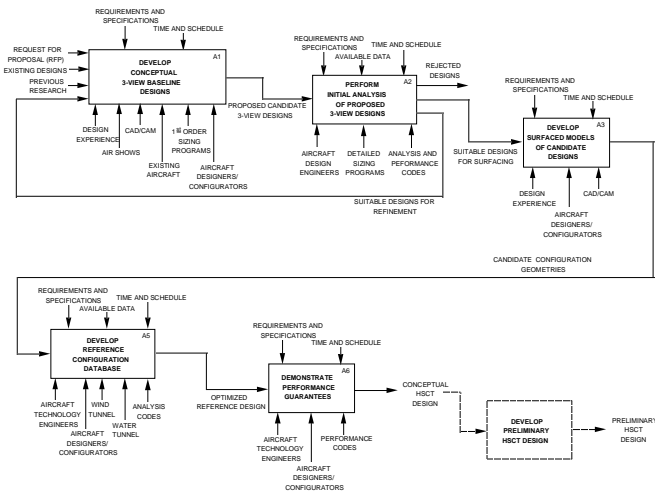 REQUIREMENTS AND
SPECIFICATIONS
TIME AND SCHEDULE
REQUEST FOR
PROPOSAL (RFP)
EXISTING DESIGNS
PREVIOUS
RESEARCH
A1
DEVELOP
CONCEPTUAL
3-VIEW BASELINE
DESIGNS
DESIGN
EXPERIENCE
AIR SHOWS
CAD/CAM
EXISTING
AIRCRAFT
1st ORDER
SIZING
PROGRAMS
AIRCRAFT
DESIGNERS/
CONFIGURATORS
PROPOSED CANDIDATE
3-VIEW DESIGNS
REQUIREMENTS AND
SPECIFICATIONS
AVAILABLE DATA
TIME AND SCHEDULE
A2
PERFORM
INITIAL ANALYSIS
OF PROPOSED
3-VIEW DESIGNS
REJECTED
DESIGNS
AIRCRAFT
DESIGN
ENGINEERS
DETAILED
SIZING
PROGRAMS
ANALYSIS AND
PEFORMANCE
CODES
SUITABLE DESIGNS FOR
REFINEMENT
SUITABLE DESIGNS
FOR SURFACING
REQUIREMENTS AND
SPECIFICATIONS
TIME AND SCHEDULE
A3
DEVELOP
SURFACED MODELS
OF CANDIDATE
DESIGNS
DESIGN
EXPERIENCE
CAD/CAM
AIRCRAFT
DESIGNERS/
CONFIGURATORS
CANDIDATE CONFIGURATION
GEOMETRIES
REQUIREMENTS AND
SPECIFICATIONS
TIME AND SCHEDULE
AVAILABLE DATA
A5
DEVELOP
REFERENCE
CONFIGURATION
DATABASE
AIRCRAFT
TECHNOLOGY
ENGINEERS
WIND
TUNNEL
ANALYSIS
CODES
AIRCRAFT
DESIGNERS/
CONFIGURATORS
WATER
TUNNEL
OPTIMIZED
REFERENCE DESIGN
REQUIREMENTS AND
SPECIFICATIONS
TIME AND SCHEDULE
A6
DEMONSTRATE
PERFORMANCE
GUARANTEES
AIRCRAFT
TECHNOLOGY
ENGINEERS
PERFORMANCE
CODES
AIRCRAFT
DESIGNERS/
CONFIGURATORS
CONCEPTUAL
HSCT
DESIGN
DEVELOP
PRELIMINARY
HSCT DESIGN
PRELIMINARY
HSCT
DESIGN